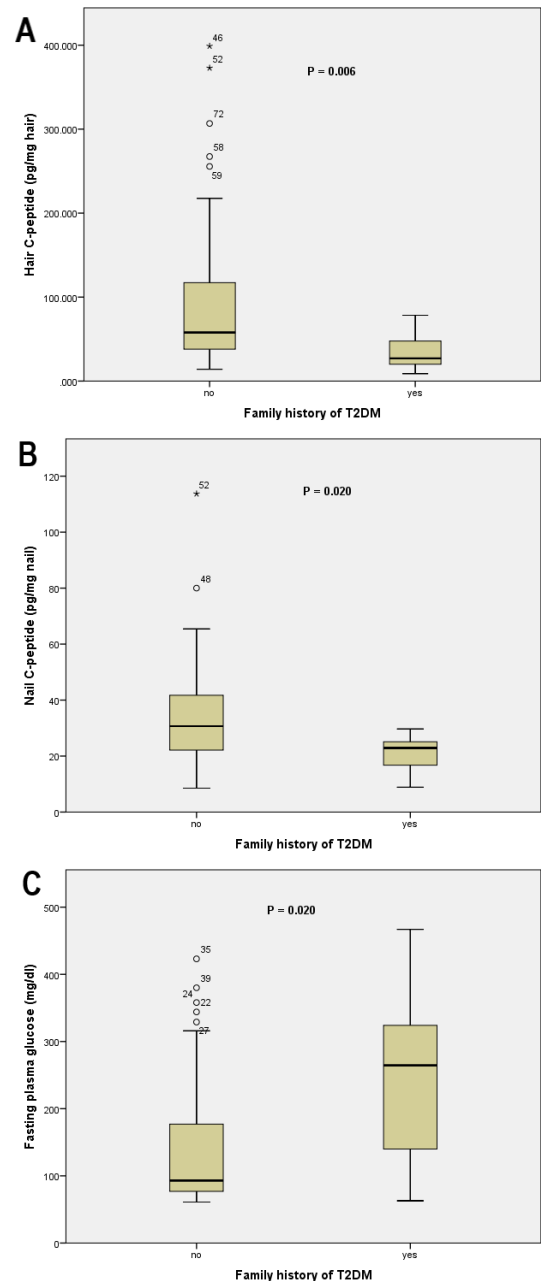 A
400.000
300.000
200.000
100.000
.000
Hair C-peptide (pg/mg hair)
46
52
72
58
59
P = 0.006
no
yes
Family history of T2DM
B
120
100
80
60
40
20
0
Nail C-peptide (pg/mg nail)
52
48
P = 0.020
no
yes
Family history of T2DM
C
500
400
300
200
100
0
Fasting plasma glucose (mg/dl)
P = 0.020
35
39
24
22
27
no
yes
Family history of T2DM